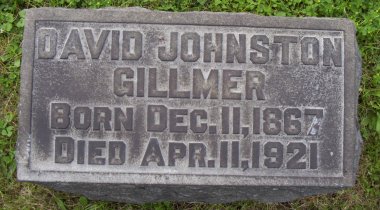 DAVID JOHNSTON
GILLMER
BORN DEC. 11, 1867
DIED APR. 11, 1921